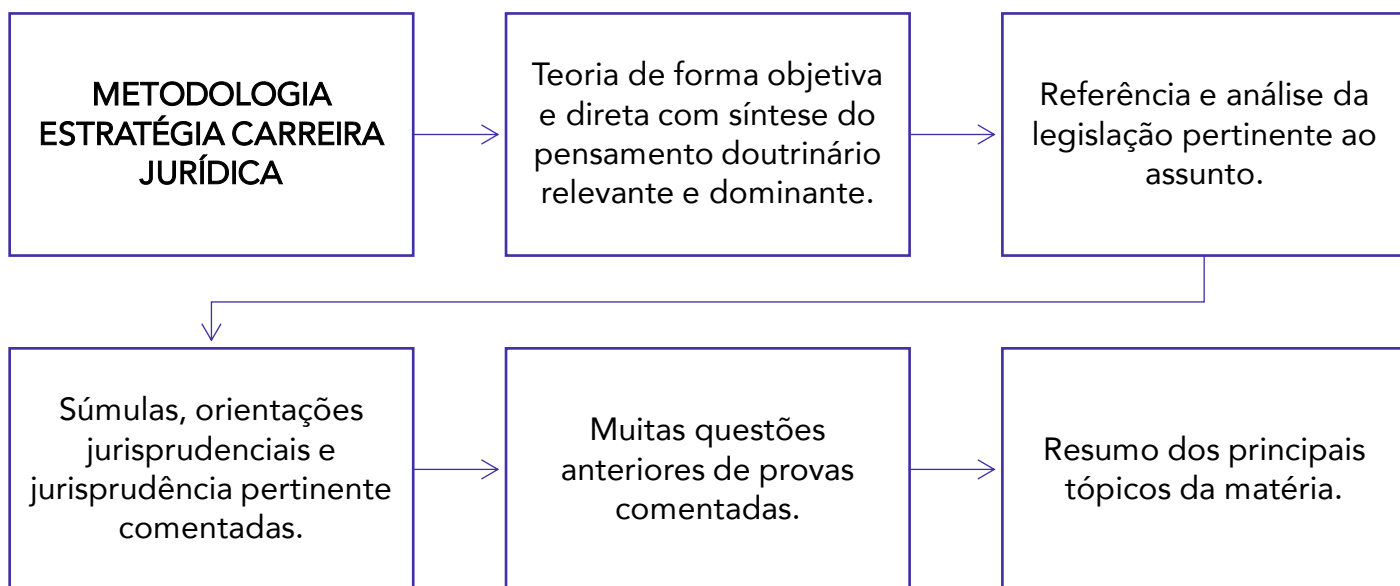 METODOLOGIA
ESTRATÉGIA CARREIRA
JURÍDICA
Teoria de forma objetiva
e direta com síntese do
pensamento doutrinário
relevante e dominante.
Referência e análise da
legislação pertinente ao
assunto.
Súmulas, orientações
jurisprudenciais e
jurisprudência pertinente
comentadas.
Muitas questões
anteriores de provas
comentadas.
Resumo dos principais
tópicos da matéria.